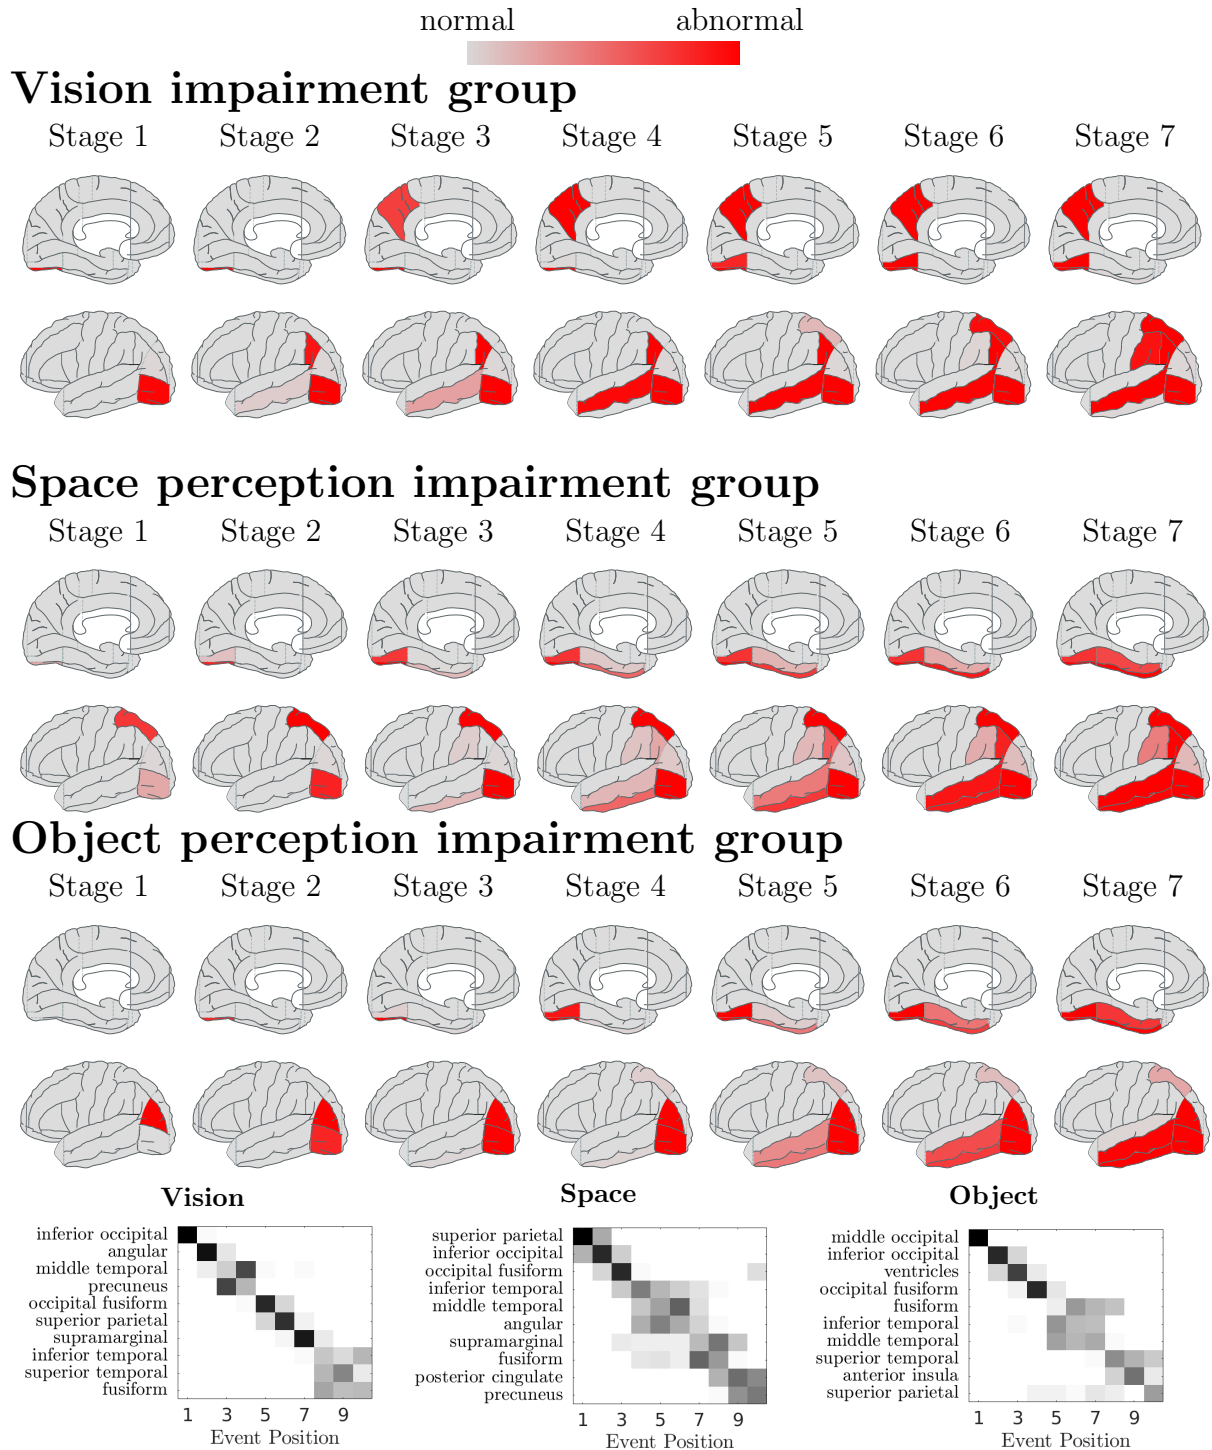 normal abnormal
Vision impairment group
Stage 1 Stage 2 Stage 3 Stage 4 Stage 5 Stage 6 Stage 7
Space perception impairment group
Stage 1 Stage 2 Stage 3 Stage 4 Stage 5 Stage 6 Stage 7
Object perception impairment group
Stage 1 Stage 2 Stage 3 Stage 4 Stage 5 Stage 6 Stage 7
Vision
inferior occipital
angular
middle temporal
precuneus
occipital fusiform
superior parietal
supramarginal
inferior temporal
superior temporal
fusiform
1 3 5 7 9
Event Position
Space
superior parietal
inferior occipital
occipital fusiform
inferior temporal
middle temporal
angular
supramarginal
fusiform
posterior cingulate
precuneus
1 3 5 7 9
Event Position
Object
middle occipital
inferior occipital
ventricles
occipital fusiform
fusiform
inferior temporal
middle temporal
superior temporal
anterior insula
superior parietal
1 3 5 7 9
Event Position